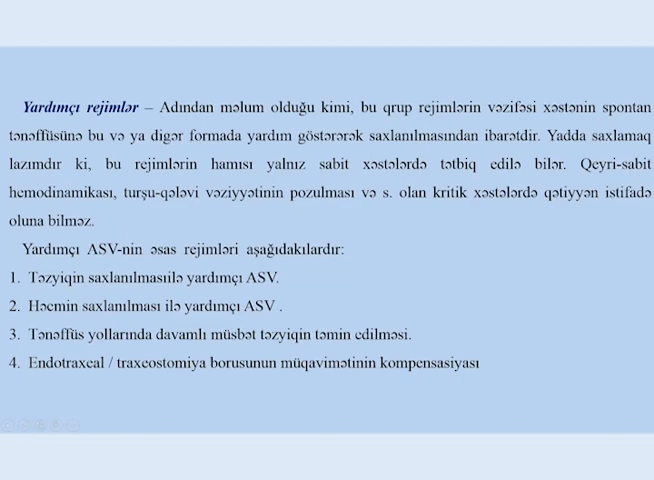 Yardımçı rejimlər – Adından məlum olduğu kimi, bu qrup rejimlərin vəzifəsi xəstənin spontan
tənəffüsünə bu və ya digər formada yardım göstərərək saxlanılmasından ibarətdir. Yadda saxlamaq
lazımdır ki, bu rejimlərin hamısı yalnız sabit xəstələrdə tətbiq edilə bilər. Qeyri-sabit
hemodinamikası, turşu-qələvi vəziyyətinin pozulması və s. olan kritik xəstələrdə qətiyyən istifadə
oluna bilməz.
Yardımçı ASV-nin əsas rejimləri aşağıdakılardır:
1. Təzyiqin saxlanılmasıilə yardımçı ASV.
2. Həcmin saxlanılması ilə yardımçı ASV .
3. Tənəffüs yollarında davamlı müsbət təzyiqin təmin edilməsi.
4. Endotraxeal / traxeostomiya borusunun müqavimətinin kompensasiyası